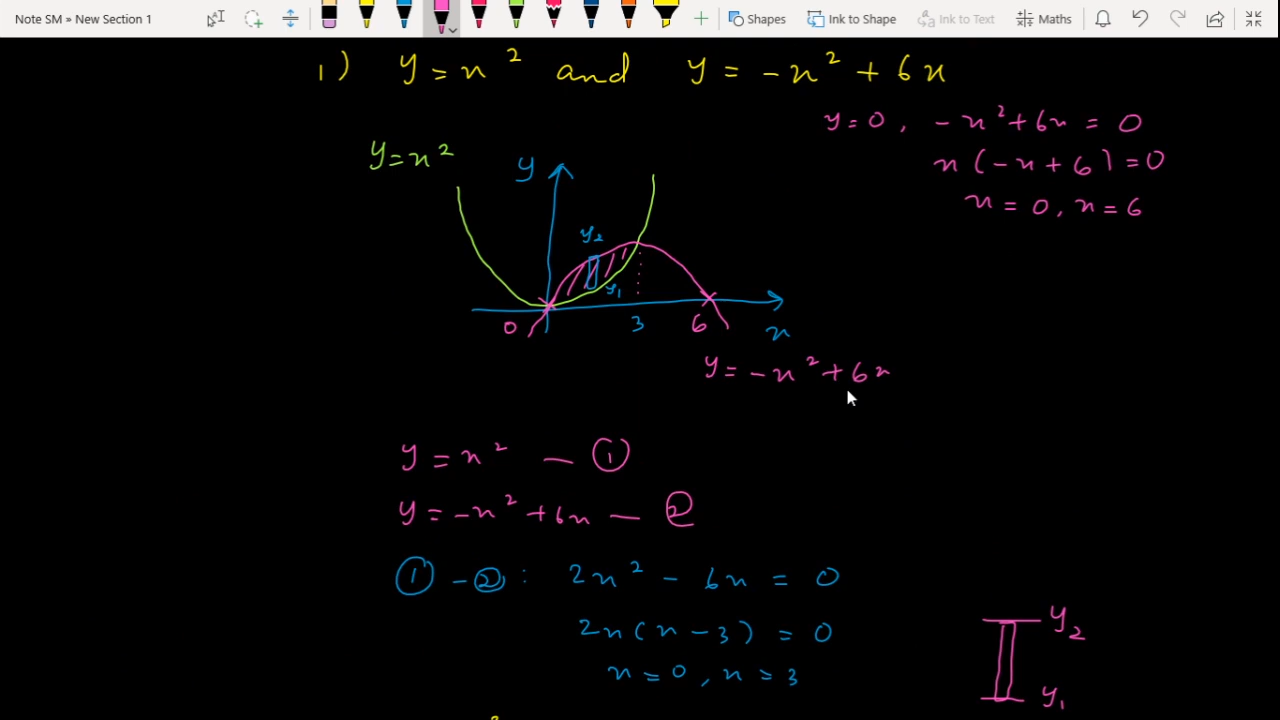 Note SM » New Section 1
Shapes
Ink to Shape
Ink to Text
Maths
1) y = x² and y = -x² + 6x
y = 0, -x² + 6x = 0
x(-x + 6) = 0
x = 0, x = 6
y = x²
y
y₂
y₁
0
3
6
x
y = -x² + 6x
y = x² — ①
y = -x² + 6x — ②
① - ②: 2x² - 6x = 0
2x(x - 3) = 0
x = 0, x = 3
y₂
y₁